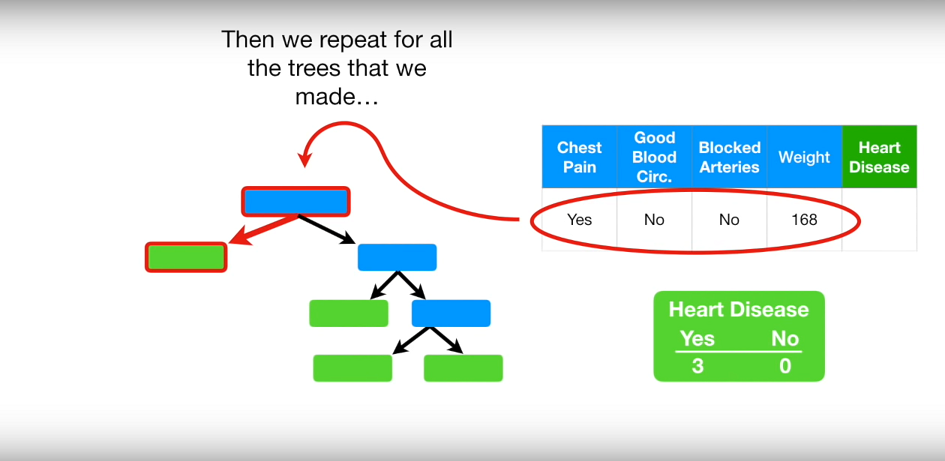 Then we repeat for all
the trees that we
made…
Chest Pain Good Blood Circ. Blocked Arteries Weight Heart Disease
Yes No No 168
Heart Disease
Yes No
3 0